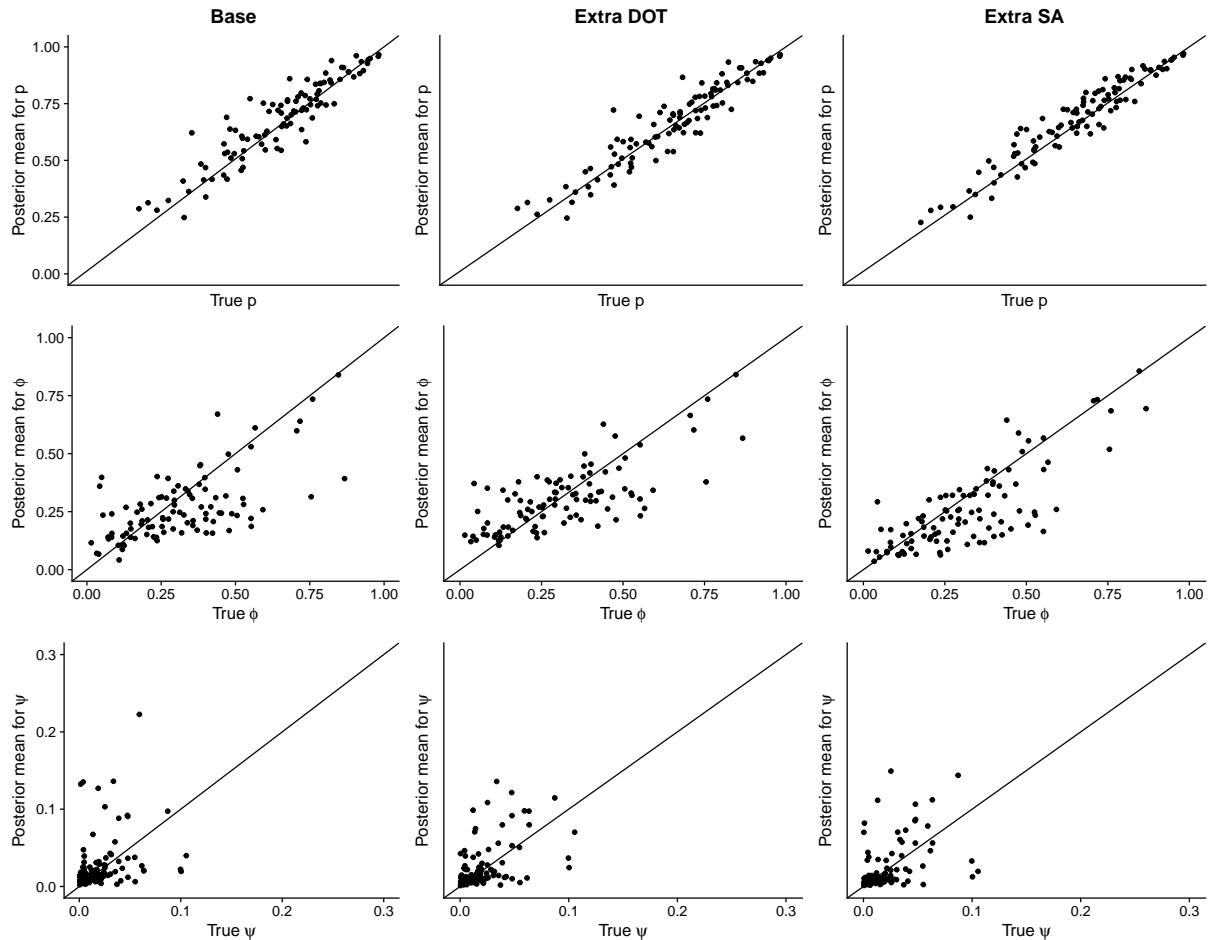 Base Extra DOT Extra SA
Posterior mean for p
1.00
0.75
0.50
0.25
0.00
True p
Posterior mean for p
True p
Posterior mean for p
True p
Posterior mean for ϕ
1.00
0.75
0.50
0.25
0.00
0.00 0.25 0.50 0.75 1.00
True ϕ
Posterior mean for ϕ
0.00 0.25 0.50 0.75 1.00
True ϕ
Posterior mean for ϕ
0.00 0.25 0.50 0.75 1.00
True ϕ
Posterior mean for ψ
0.3
0.2
0.1
0.0
0.0 0.1 0.2 0.3
True ψ
Posterior mean for ψ
0.0 0.1 0.2 0.3
True ψ
Posterior mean for ψ
0.0 0.1 0.2 0.3
True ψ